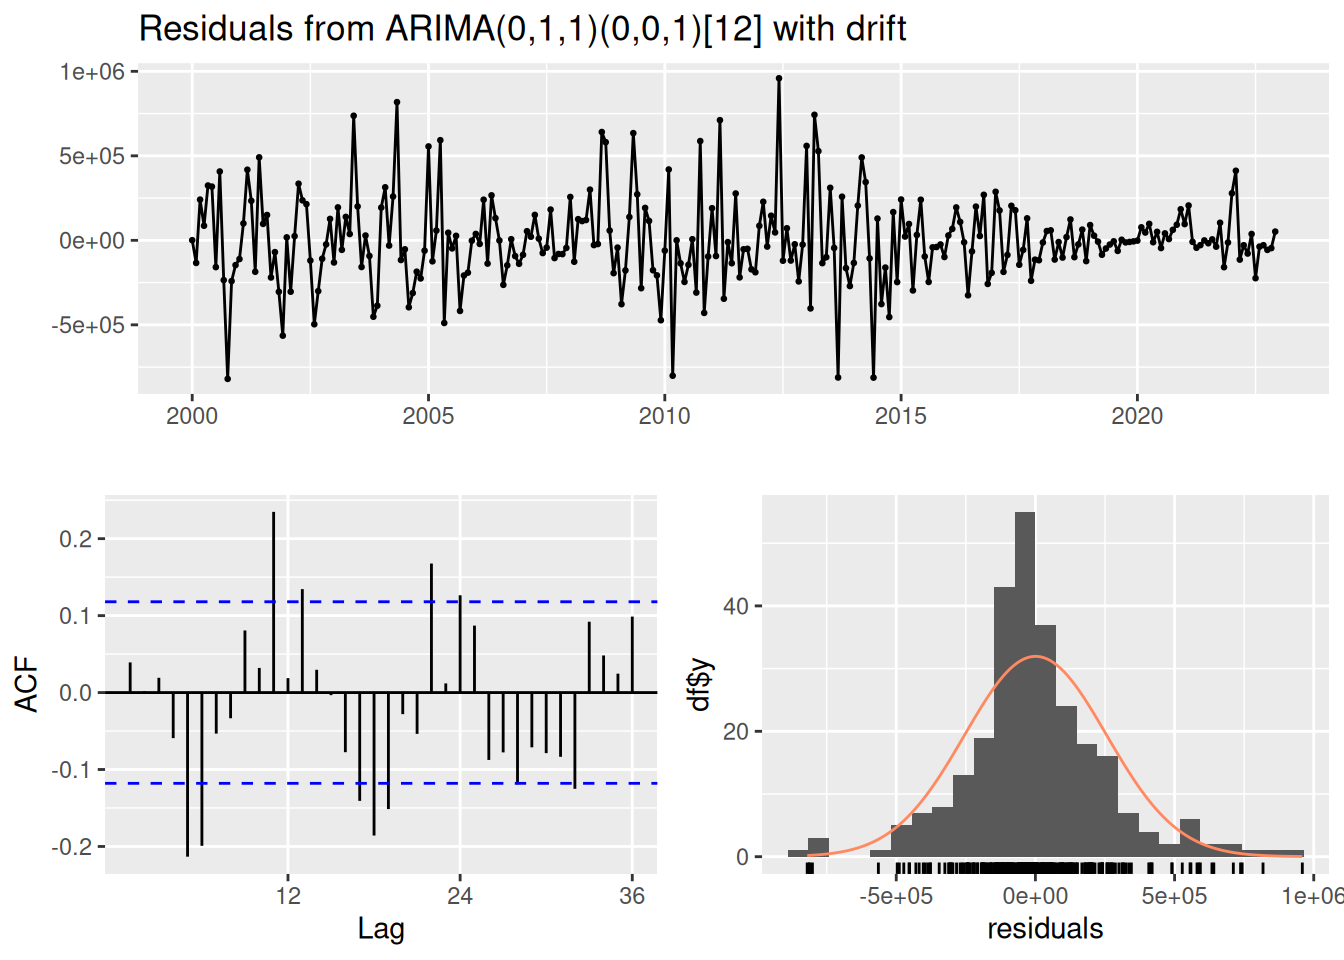 Residuals from ARIMA(0,1,1)(0,0,1)[12] with drift
1e+06
5e+05
0e+00
-5e+05
2000 2005 2010 2015 2020
ACF
0.2
0.1
0.0
-0.1
-0.2
12 24 36
Lag
df$y
40
20
0
-5e+05 0e+00 5e+05 1e+06
residuals